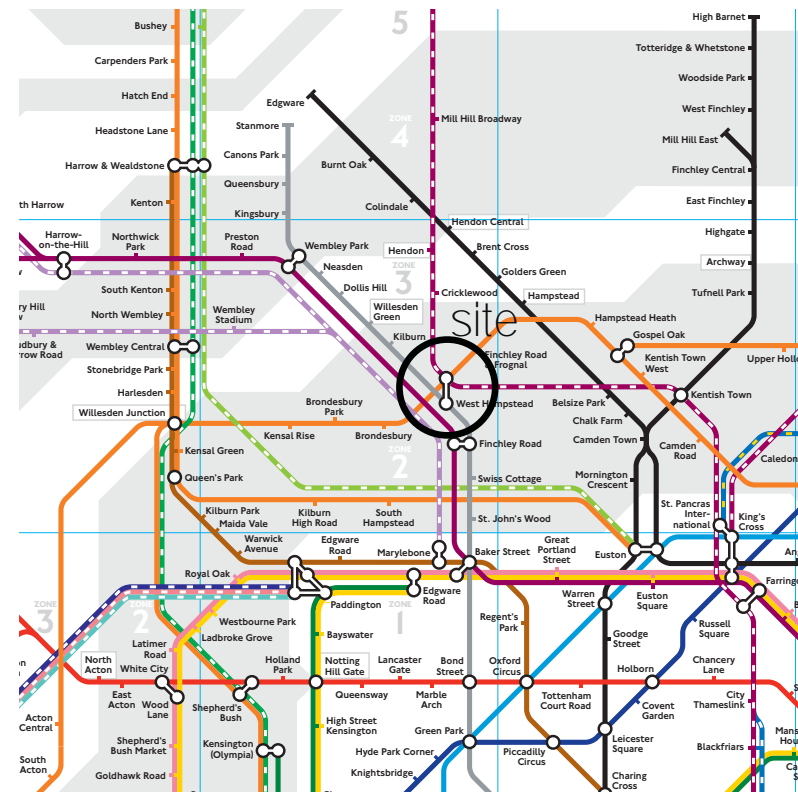 Bushey
5
High Barnet
Totteridge & Whetstone
Carpenders Park
Woodside Park
Hatch End
Edgware
West Finchley
Stanmore
Mill Hill Broadway
Headstone Lane
ZONE
4
Mill Hill East
Canons Park
Burnt Oak
Harrow & Wealdstone
Finchley Central
Queensbury
Kenton
th Harrow
Colindale
East Finchley
Kingsbury
Hendon Central
Harrow-
on-the-Hill
Northwick
Park
Preston
Road
Wembley Park
Hendon
Brent Cross
Highgate
Neasden
ZONE
3
Golders Green
Archway
South Kenton
Dollis Hill
Cricklewood
Hampstead
Tufnell Park
ry Hill
w
North Wembley
Wembley
Stadium
Willesden
Green
site
Hampstead Heath
Gospel Oak
Kilburn
udbury &
rrow Road
Wembley Central
Finchley Road
& Frognal
Kentish Town
West
Upper Hollo
Stonebridge Park
Harlesden
West Hampstead
Belsize Park
Kentish Town
Willesden Junction
Brondesbury
Park
Chalk Farm
Kensal Rise
Brondesbury
Finchley Road
Camden Town
Camden
Road
Kensal Green
ZONE
2
Caledon
Queen's Park
Swiss Cottage
Mornington
Crescent
Kilburn Park
Maida Vale
Kilburn
High Road
South
Hampstead
St. John's Wood
St. Pancras
Inter-
national
King's
Cross
Warwick
Avenue
Edgware
Road
Marylebone
Baker Street
Great
Portland
Street
Euston
An
Royal Oak
Farring
Paddington
Edgware
Road
Warren
Street
Euston
Square
ZONE
3
ZONE
2
Westbourne Park
Ladbroke Grove
ZONE
1
Regent's
Park
Russell
Square
Latimer
Road
Bayswater
Goodge
Street
North
Acton
White City
Holland
Park
Notting
Hill Gate
Lancaster
Gate
Bond
Street
Oxford
Circus
Holborn
Chancery
Lane
on
East
Acton
Wood
Lane
Shepherd's
Bush
Queensway
Marble
Arch
Tottenham
Court Road
Covent
Garden
City
Thameslink
Acton
Central
Shepherd's
Bush Market
Kensington
(Olympia)
High Street
Kensington
Green Park
Hyde Park Corner
Piccadilly
Circus
Leicester
Square
Blackfriars
Mans
Hou
South
Acton
Goldhawk Road
Knightsbridge
Charing
Cross
Ca
S